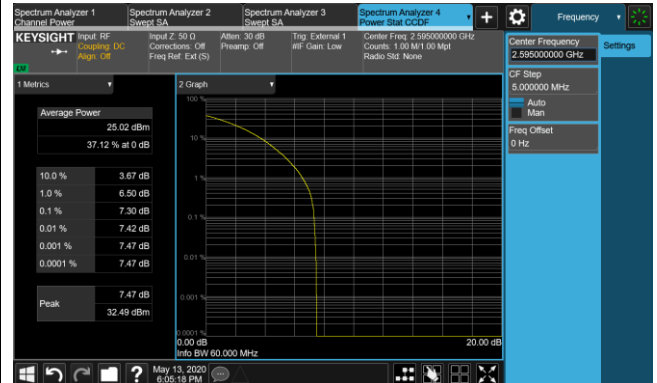 Spectrum Analyzer 1
Channel Power
Spectrum Analyzer 2
Swept SA
Spectrum Analyzer 3
Swept SA
Spectrum Analyzer 4
Power Stat CCDF
Frequency
KEYSIGHT
Input: RF
Coupling: DC
Align: Off
Input Z: 50 Ω
Corrections: Off
Freq Ref: Ext (S)
Atten: 30 dB
Preamp: Off
Trig: External 1
#IF Gain: Low
Center Freq: 2.595000000 GHz
Counts: 1.00 M/1.00 Mpt
Radio Std: None
Center Frequency
2.595000000 GHz
Settings
CF Step
5.000000 MHz
Auto
Man
Freq Offset
0 Hz
1 Metrics
2 Graph
Average Power
25.02 dBm
37.12 % at 0 dB
10.0 % 3.67 dB
1.0 % 6.50 dB
0.1 % 7.30 dB
0.01 % 7.42 dB
0.001 % 7.47 dB
0.0001 % 7.47 dB
Peak
7.47 dB
32.49 dBm
100 %
10 %
1 %
0.1 %
0.01 %
0.001 %
0.0001 %
0.00 dB
20.00 dB
Info BW 60.000 MHz
May 13, 2020
6:05:18 PM